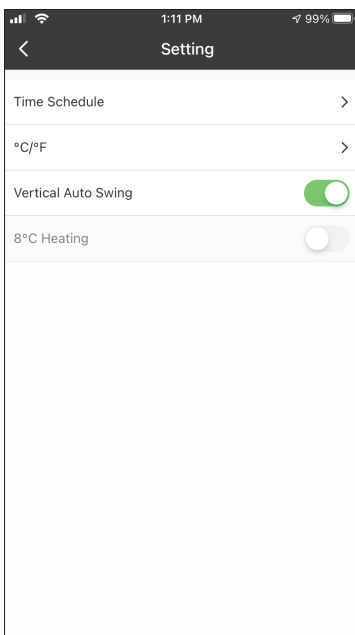 1:11 PM
99%
Setting
Time Schedule
°C/°F
Vertical Auto Swing
8°C Heating